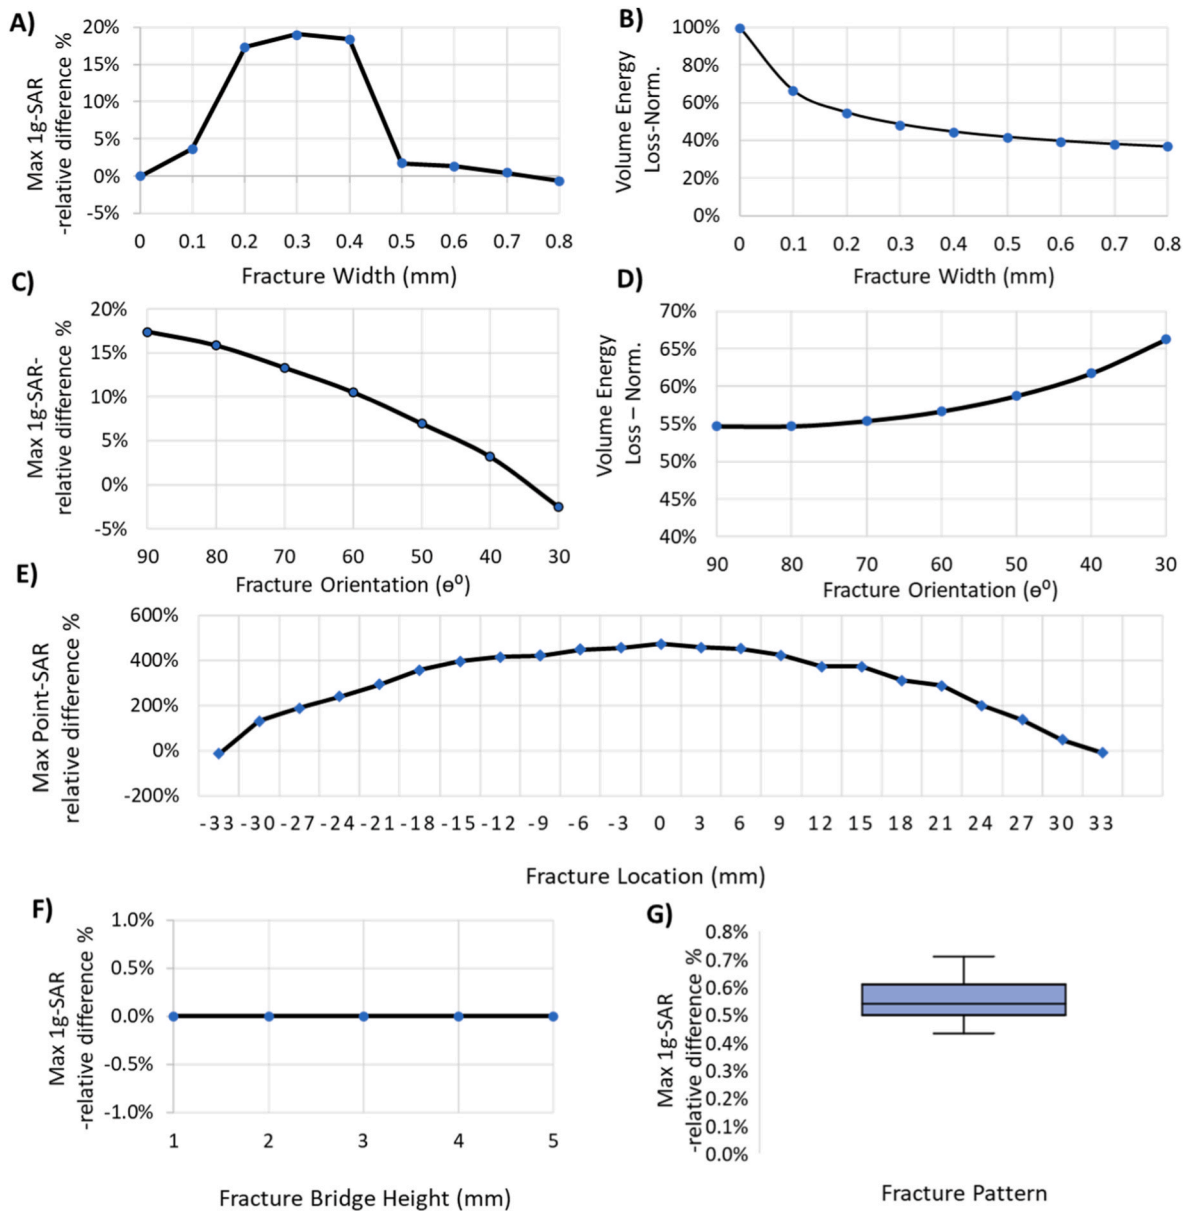 A)
Max 1g-SAR
-relative difference %
20%
15%
10%
5%
0%
-5%
0 0.1 0.2 0.3 0.4 0.5 0.6 0.7 0.8
Fracture Width (mm)
B)
Volume Energy
Loss-Norm.
100%
80%
60%
40%
20%
0%
0 0.1 0.2 0.3 0.4 0.5 0.6 0.7 0.8
Fracture Width (mm)
C)
Max 1g-SAR-
relative difference %
20%
15%
10%
5%
0%
-5%
90 80 70 60 50 40 30
Fracture Orientation (ɵ⁰)
D)
Volume Energy
Loss – Norm.
70%
65%
60%
55%
50%
45%
40%
90 80 70 60 50 40 30
Fracture Orientation (ɵ⁰)
E)
Max Point-SAR
relative difference %
600%
400%
200%
0%
-200%
-33 -30 -27 -24 -21 -18 -15 -12 -9 -6 -3 0 3 6 9 12 15 18 21 24 27 30 33
Fracture Location (mm)
F)
Max 1g-SAR
-relative difference %
1.0%
0.5%
0.0%
-0.5%
-1.0%
1 2 3 4 5
Fracture Bridge Height (mm)
G)
Max 1g-SAR
-relative difference %
0.8%
0.7%
0.6%
0.5%
0.4%
0.3%
0.2%
0.1%
0.0%
Fracture Pattern